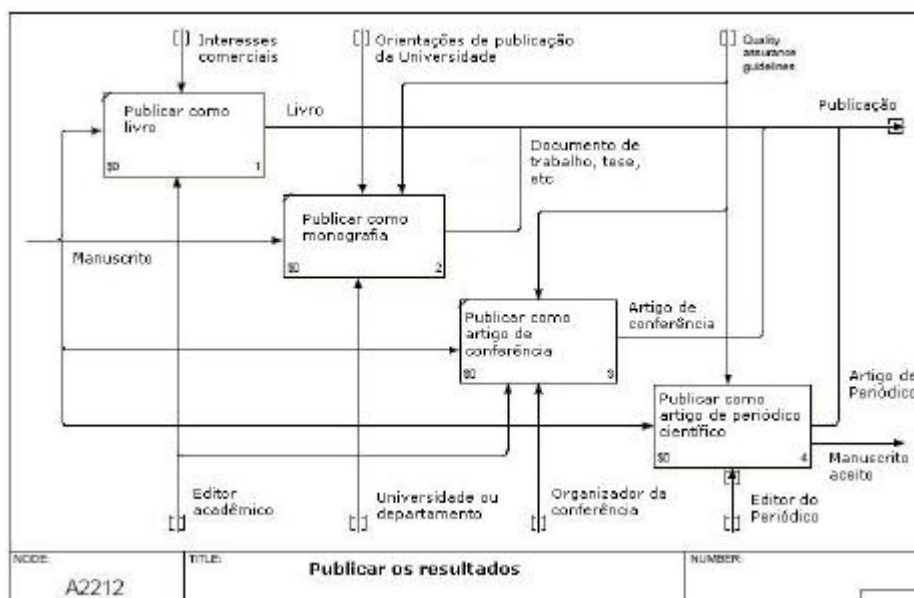 Interesses
comerciais
Orientações de publicação
da Universidade
Quality
assurance
guidelines
Publicar como
livro
$0
1
Livro
Publicação
Documento de
trabalho, tese,
etc
Publicar como
monografia
$0
2
Manuscrito
Publicar como
artigo de
conferência
$0
3
Artigo de
conferência
Artigo de
Periódico
Publicar como
artigo de periódico
científico
$0
4
Manuscrito
aceito
Editor
acadêmico
Universidade ou
departamento
Organizador da
conferência
Editor do
Periódico
NODE:
TITLE:
NUMBER:
Publicar os resultados
A2212